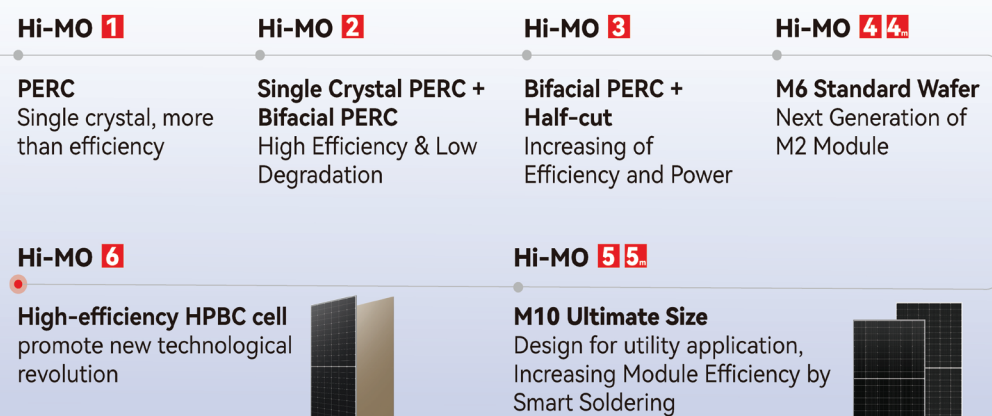 Hi-MO 1
PERC
Single crystal, more
than efficiency
Hi-MO 2
Single Crystal PERC +
Bifacial PERC
High Efficiency & Low
Degradation
Hi-MO 3
Bifacial PERC +
Half-cut
Increasing of
Efficiency and Power
Hi-MO 4 4m
M6 Standard Wafer
Next Generation of
M2 Module
Hi-MO 6
High-efficiency HPBC cell
promote new technological
revolution
Hi-MO 5 5m
M10 Ultimate Size
Design for utility application,
Increasing Module Efficiency by
Smart Soldering